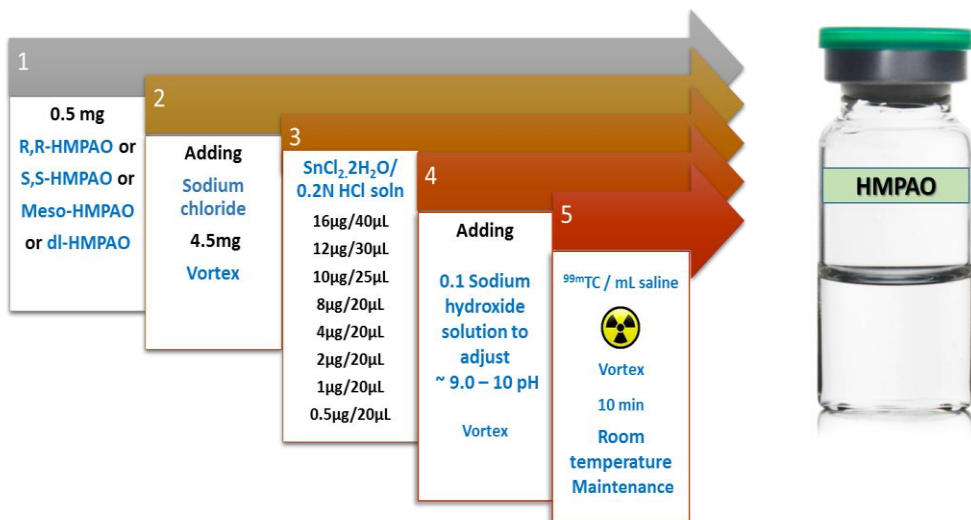 1
0.5 mg
R,R-HMPAO or
S,S-HMPAO or
Meso-HMPAO
or dl-HMPAO
2
Adding
Sodium
chloride
4.5mg
Vortex
3
SnCl₂.2H₂O/
0.2N HCl soln
16µg/40µL
12µg/30µL
10µg/25µL
8µg/20µL
4µg/20µL
2µg/20µL
1µg/20µL
0.5µg/20µL
4
Adding
0.1 Sodium
hydroxide
solution to
adjust
~ 9.0 – 10 pH
Vortex
5
⁹⁹ᵐTC / mL saline
Vortex
10 min
Room
temperature
Maintenance
HMPAO